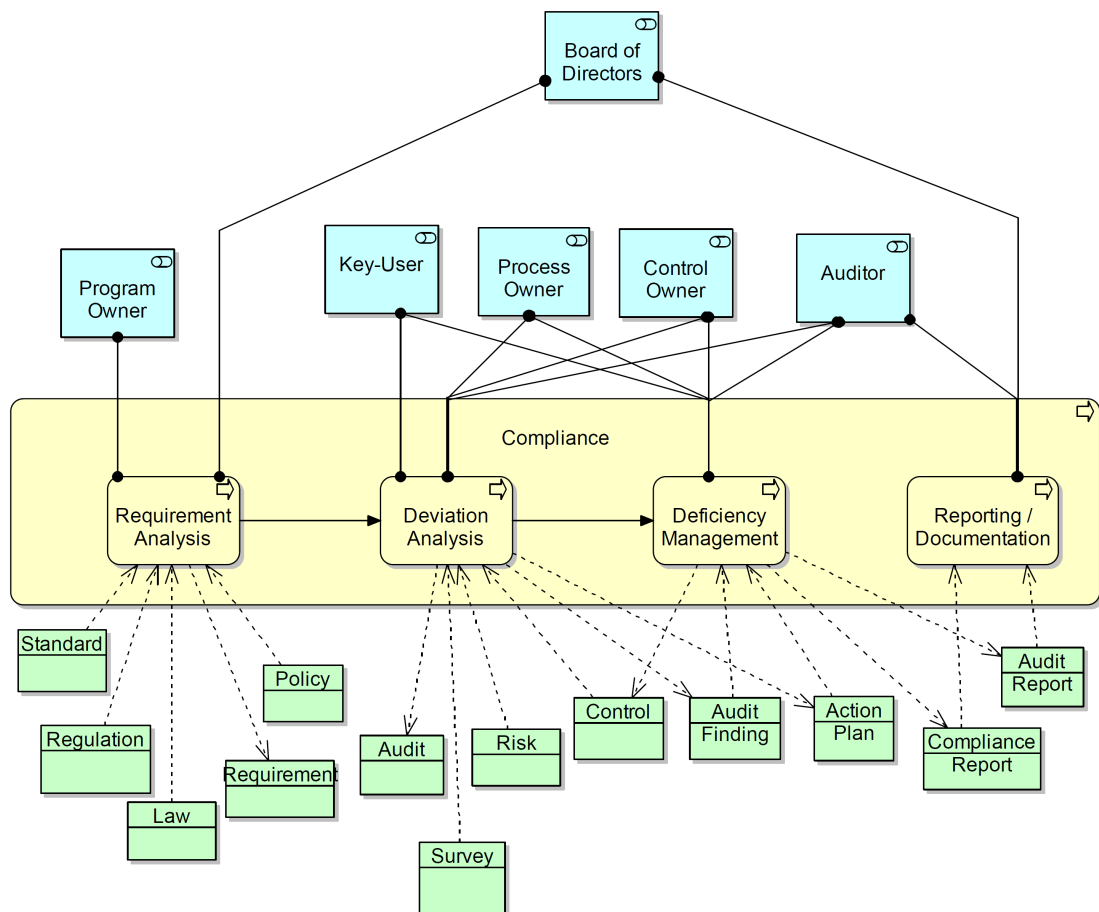 Board of
Directors
Program
Owner
Key-User
Process
Owner
Control
Owner
Auditor
Compliance
Requirement
Analysis
Deviation
Analysis
Deficiency
Management
Reporting /
Documentation
Standard
Regulation
Law
Requirement
Policy
Audit
Survey
Risk
Control
Audit
Finding
Action
Plan
Compliance
Report
Audit
Report